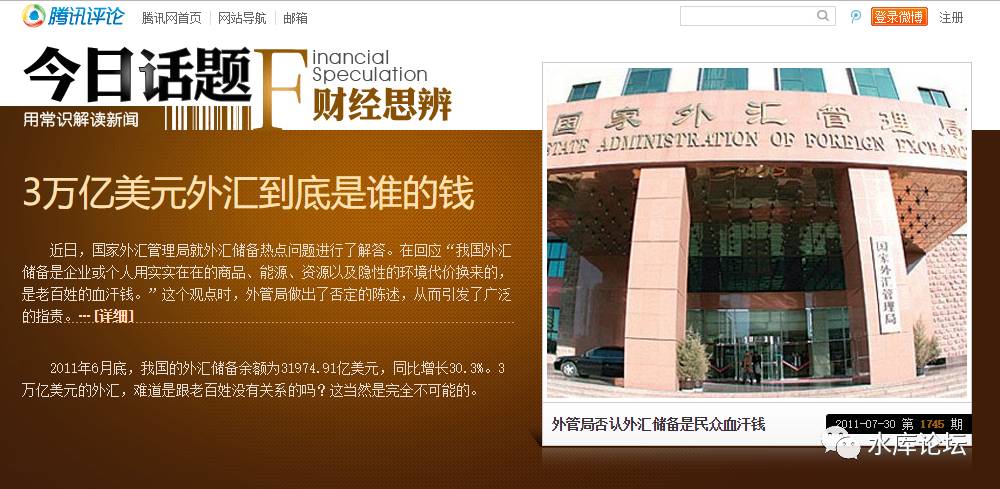 腾讯评论 腾讯网首页 网站导航 邮箱 登录微博 注册
今日话题 Financial Speculation 财经思辨
用常识解读新闻
3万亿美元外汇到底是谁的钱
近日，国家外汇管理局就外汇储备热点问题进行了解答。在回应“我国外汇
储备是企业或个人用实实在在的商品、能源、资源以及隐性的环境代价换来的，
是老百姓的血汗钱。”这个观点时，外管局做出了否定的陈述，从而引发了广泛
的指责。--- [详细]
2011年6月底，我国的外汇储备余额为31974.91亿美元，同比增长30.3%。3
万亿美元的外汇，难道是跟老百姓没有关系的吗？这当然是完全不可能的。
国家外汇管理局
STATE ADMINISTRATION OF FOREIGN EXCHANG
国家外汇管理局
外管局否认外汇储备是民众血汗钱
2011-07-30 第 1745 期
水库论坛